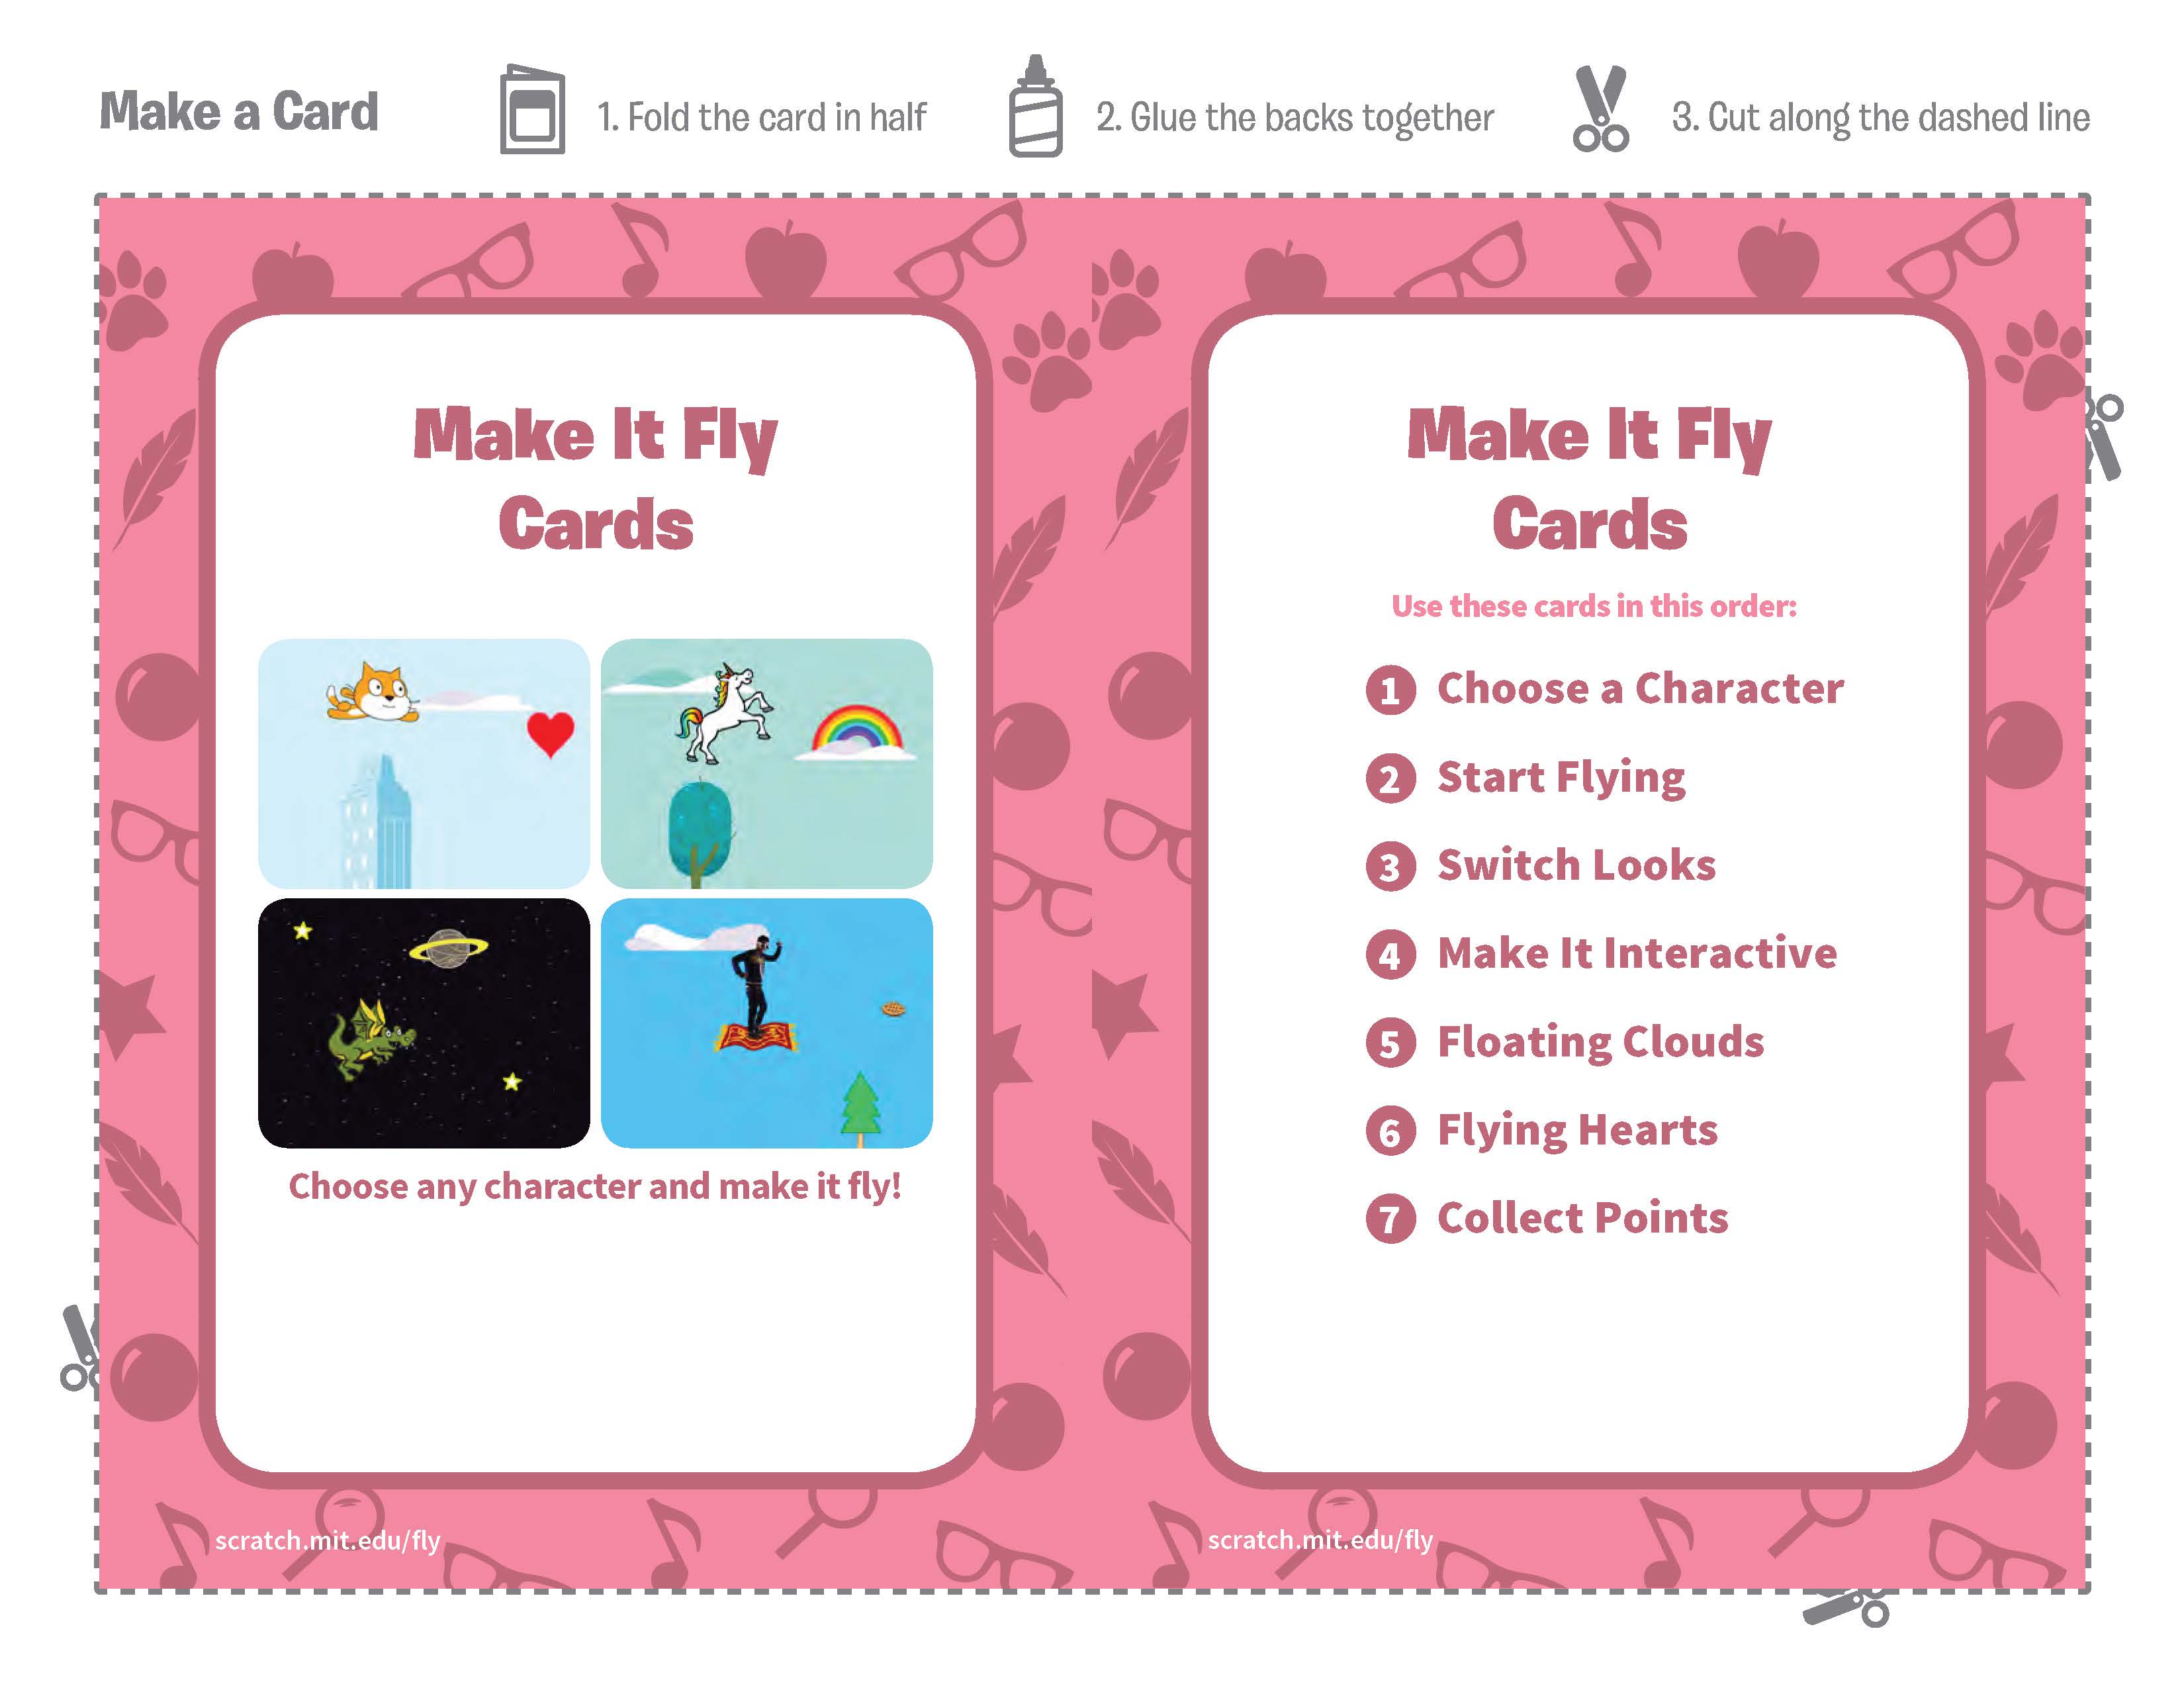 Make a Card
1. Fold the card in half
2. Glue the backs together
3. Cut along the dashed line
Make It Fly
Cards
Choose any character and make it fly!
scratch.mit.edu/fly
Make It Fly
Cards
Use these cards in this order:
1 Choose a Character
2 Start Flying
3 Switch Looks
4 Make It Interactive
5 Floating Clouds
6 Flying Hearts
7 Collect Points
scratch.mit.edu/fly